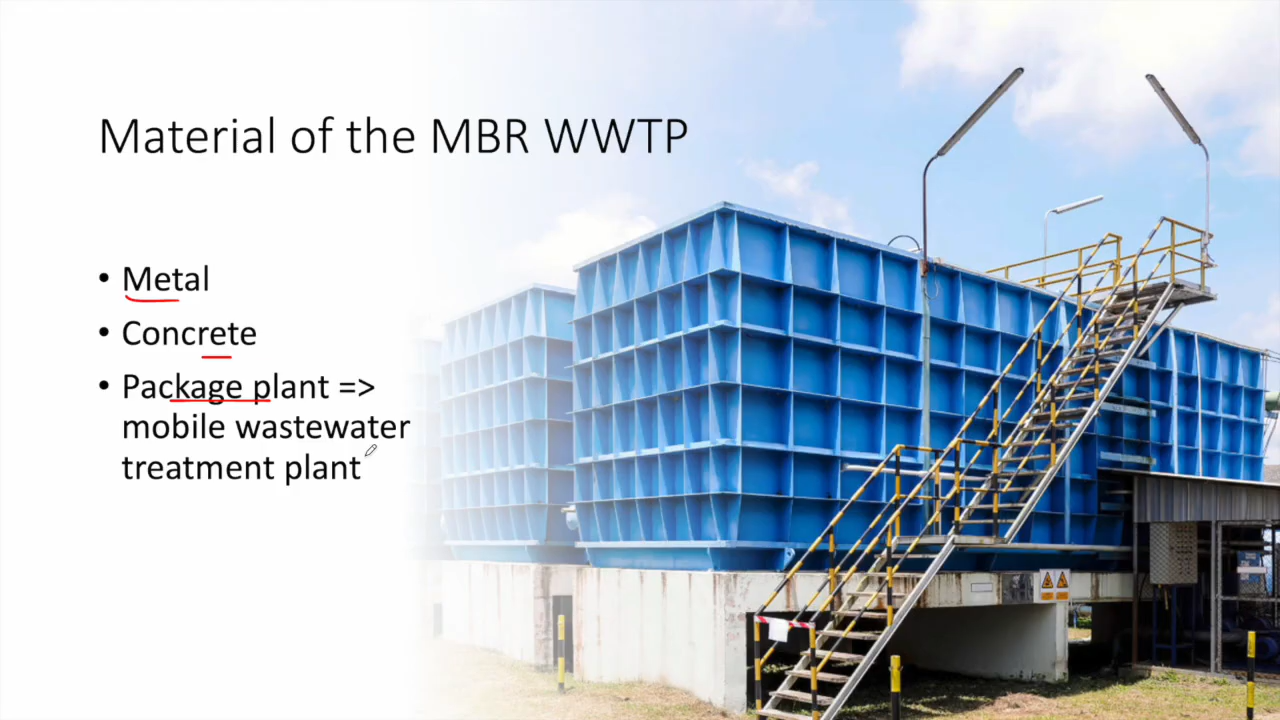 Material of the MBR WWTP
• Metal
• Concrete
• Package plant =>
mobile wastewater
treatment plant